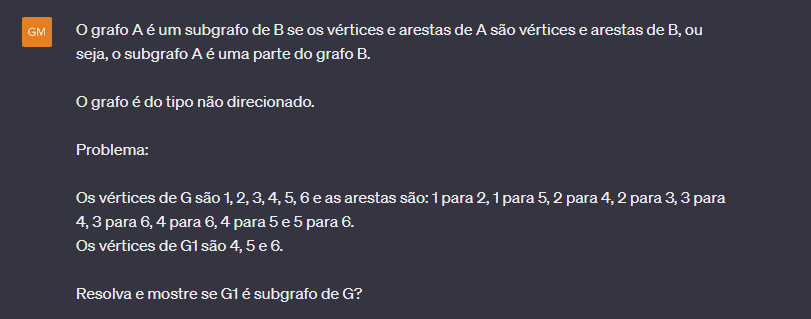 GM
O grafo A é um subgrafo de B se os vértices e arestas de A são vértices e arestas de B, ou
seja, o subgrafo A é uma parte do grafo B.
O grafo é do tipo não direcionado.
Problema:
Os vértices de G são 1, 2, 3, 4, 5, 6 e as arestas são: 1 para 2, 1 para 5, 2 para 4, 2 para 3, 3 para
4, 3 para 6, 4 para 6, 4 para 5 e 5 para 6.
Os vértices de G1 são 4, 5 e 6.
Resolva e mostre se G1 é subgrafo de G?